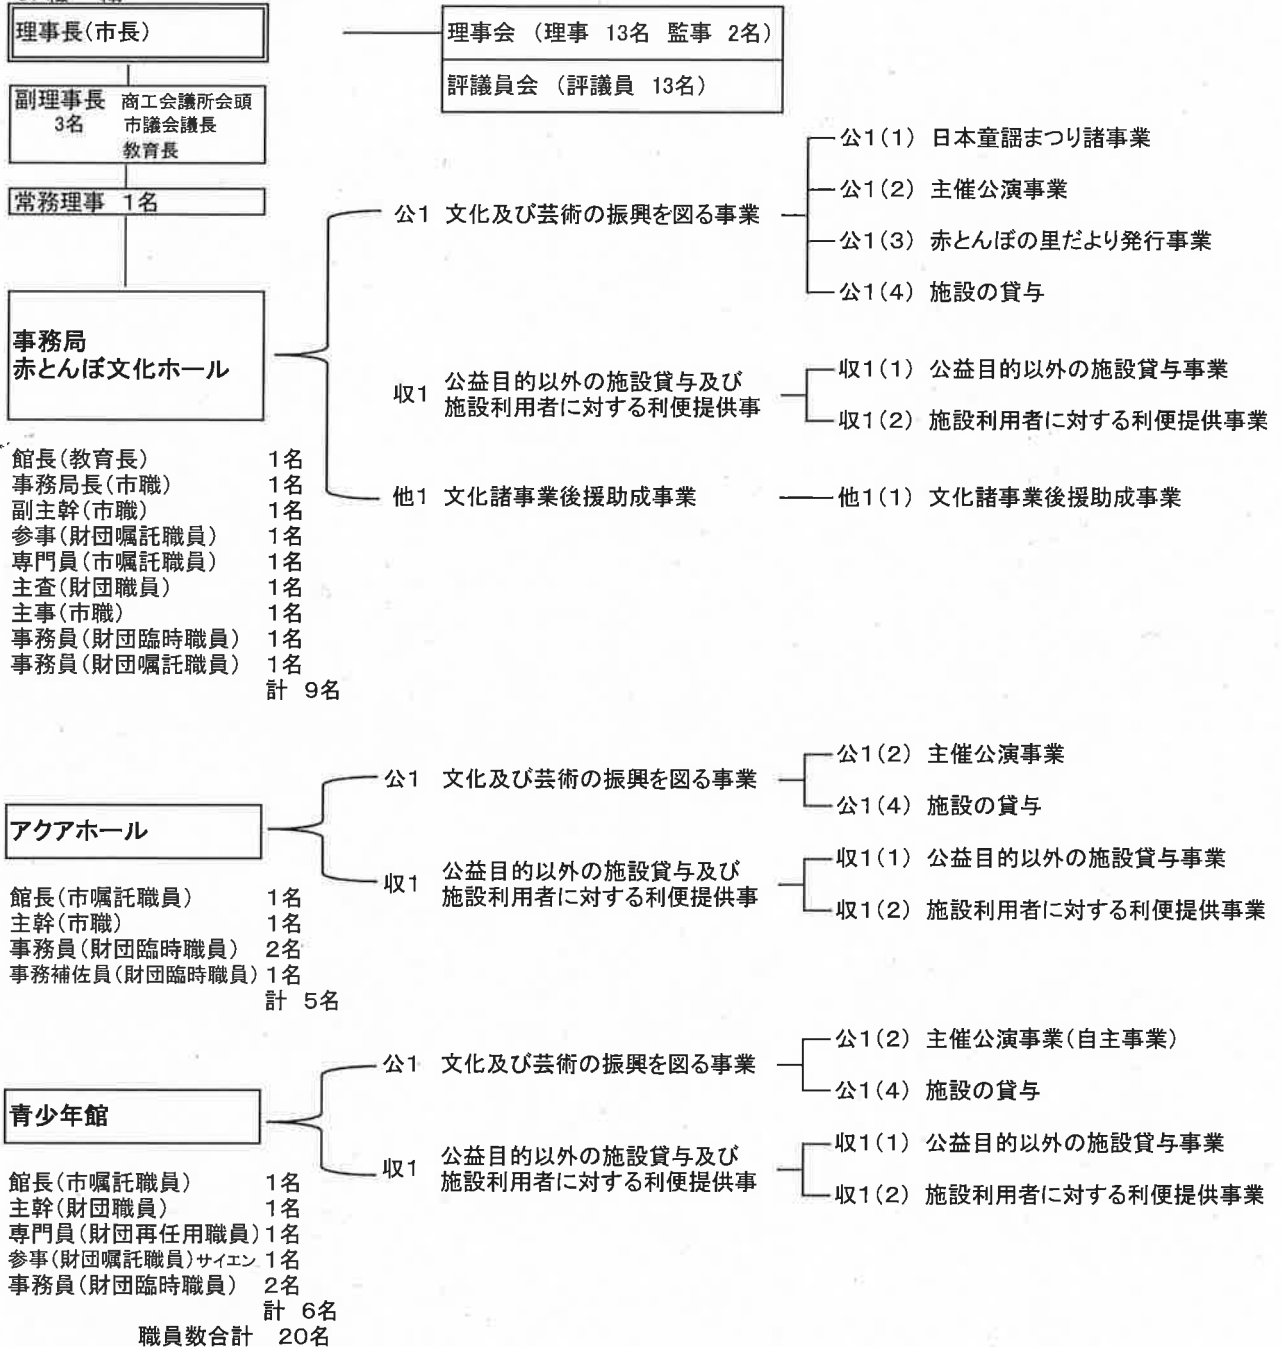 理事長(市長)
理事会 (理事 13名 監事 2名)
評議員会 (評議員 13名)
副理事長 商工会議所会頭
3名 市議会議長
教育長
常務理事 1名
公1 文化及び芸術の振興を図る事業
公1(1) 日本童謡まつり諸事業
公1(2) 主催公演事業
公1(3) 赤とんぼの里だより発行事業
公1(4) 施設の貸与
事務局
赤とんぼ文化ホール
収1 公益目的以外の施設貸与及び
施設利用者に対する利便提供事
収1(1) 公益目的以外の施設貸与事業
収1(2) 施設利用者に対する利便提供事業
他1 文化諸事業後援助成事業
他1(1) 文化諸事業後援助成事業
館長(教育長) 1名
事務局長(市職) 1名
副主幹(市職) 1名
参事(財団嘱託職員) 1名
専門員(市嘱託職員) 1名
主査(財団職員) 1名
主事(市職) 1名
事務員(財団臨時職員) 1名
事務員(財団嘱託職員) 1名
計 9名
アクアホール
公1 文化及び芸術の振興を図る事業
公1(2) 主催公演事業
公1(4) 施設の貸与
収1 公益目的以外の施設貸与及び
施設利用者に対する利便提供事
収1(1) 公益目的以外の施設貸与事業
収1(2) 施設利用者に対する利便提供事業
館長(市嘱託職員) 1名
主幹(市職) 1名
事務員(財団臨時職員) 2名
事務補佐員(財団臨時職員) 1名
計 5名
青少年館
公1 文化及び芸術の振興を図る事業
公1(2) 主催公演事業(自主事業)
公1(4) 施設の貸与
収1 公益目的以外の施設貸与及び
施設利用者に対する利便提供事
収1(1) 公益目的以外の施設貸与事業
収1(2) 施設利用者に対する利便提供事業
館長(市嘱託職員) 1名
主幹(財団職員) 1名
専門員(財団再任用職員) 1名
参事(財団嘱託職員)サイエン 1名
事務員(財団臨時職員) 2名
計 6名
職員数合計 20名